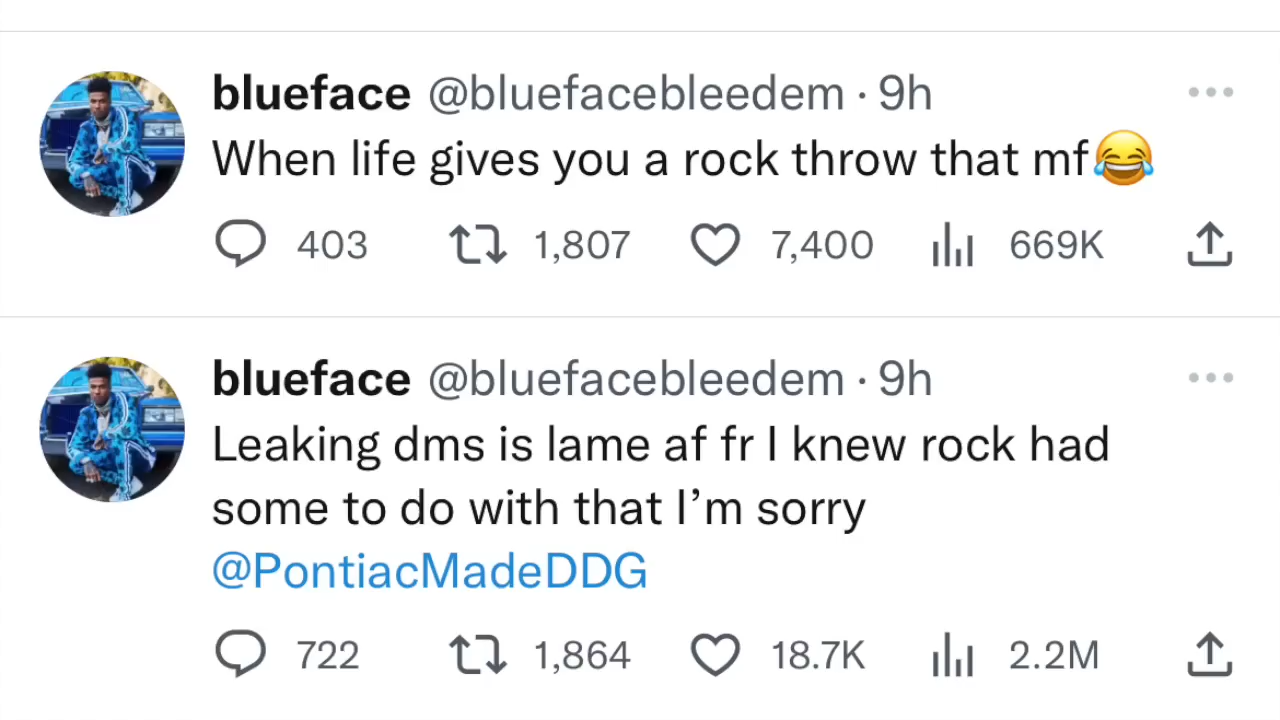 blueface @bluefacebleedem · 9h
When life gives you a rock throw that mf😂
403 1,807 7,400 669K
blueface @bluefacebleedem · 9h
Leaking dms is lame af fr I knew rock had
some to do with that I’m sorry
@PontiacMadeDDG
722 1,864 18.7K 2.2M